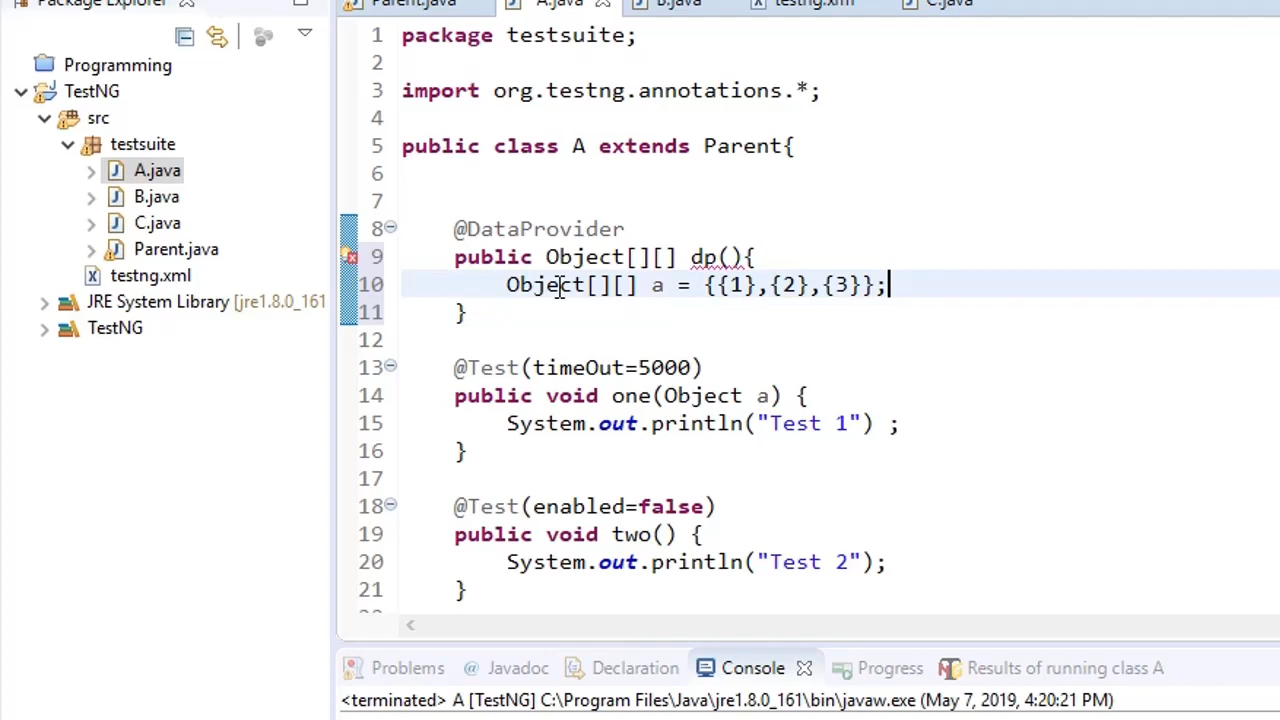 Package Explorer
Programming
TestNG
src
testsuite
A.java
B.java
C.java
Parent.java
testng.xml
JRE System Library [jre1.8.0_161
TestNG
Parent.java A.java B.java testng.xml C.java
1 package testsuite;
2
3 import org.testng.annotations.*;
4
5 public class A extends Parent{
6
7
8 @DataProvider
9 public Object[][] dp(){
10 Object[][] a = {{1},{2},{3}};
11 }
12
13 @Test(timeOut=5000)
14 public void one(Object a) {
15 System.out.println("Test 1") ;
16 }
17
18 @Test(enabled=false)
19 public void two() {
20 System.out.println("Test 2");
21 }
Problems @ Javadoc Declaration Console Progress Results of running class A
<terminated> A [TestNG] C:\Program Files\Java\jre1.8.0_161\bin\javaw.exe (May 7, 2019, 4:20:21 PM)